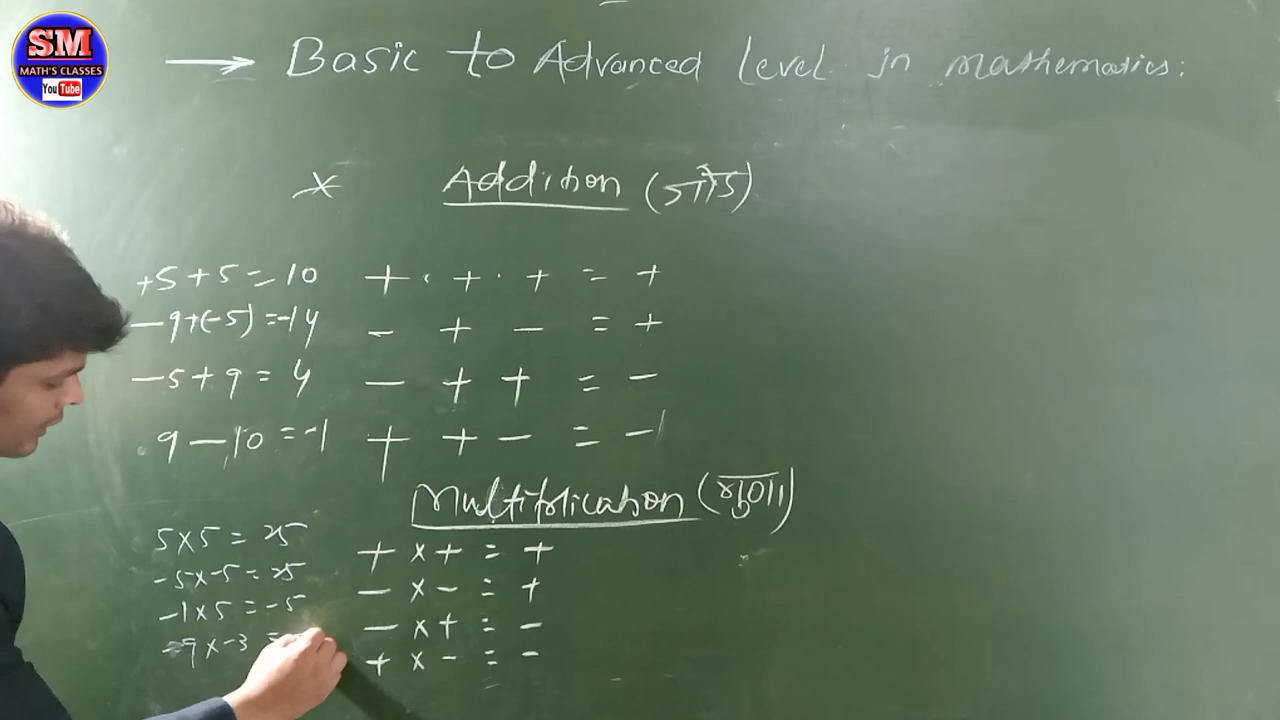 SM
MATH'S CLASSES
YouTube
→ Basic to Advanced Level in mathematics:
× Addition (जोड)
+5+5=10 + + + = +
-9+(-5)=-14 - + - = +
-5+9=4 - + + = -
9-10=-1 + + - = -1
Multiplication (गुणा)
5×5=25 + × + = +
-5×-5=25 - × - = +
-1×5=-5 - × + = -
9×-3 = + × - = -